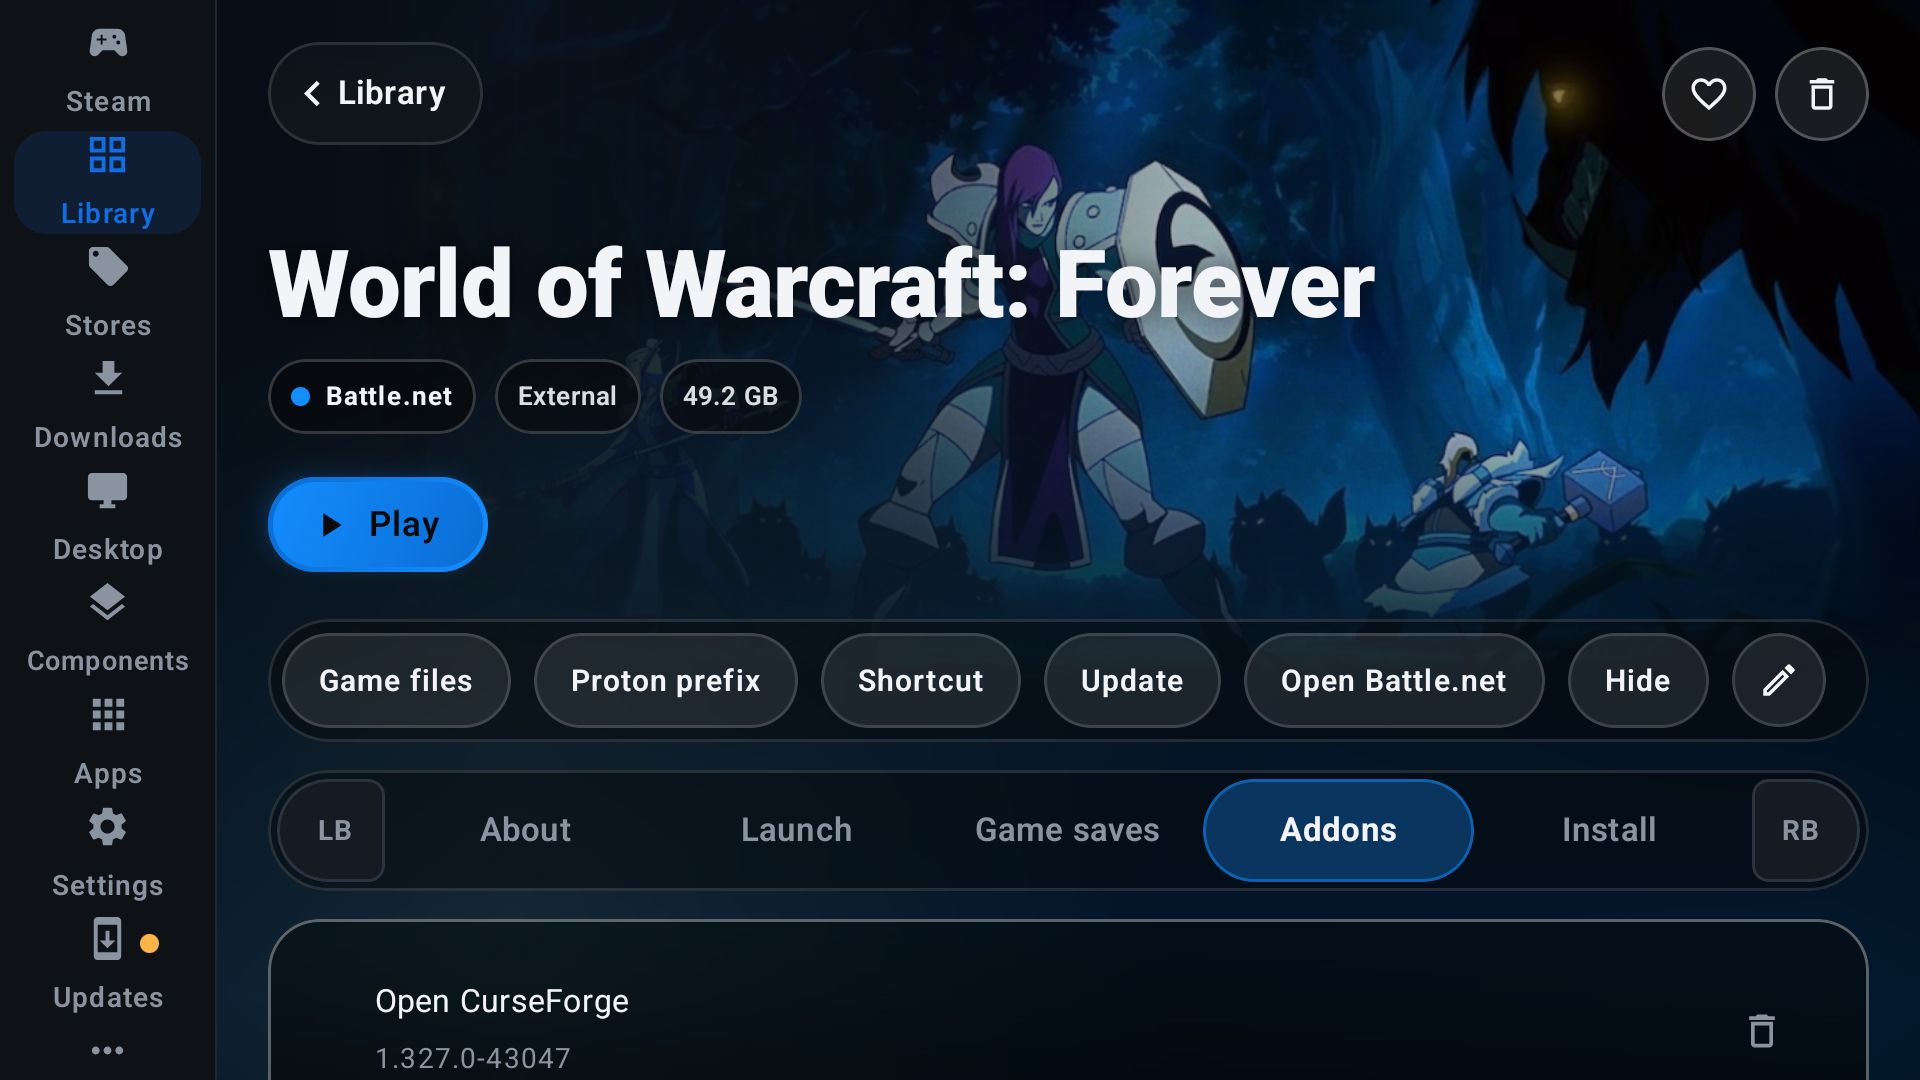 Steam
Library
Stores
Downloads
Desktop
Components
Apps
Settings
Updates
Library
World of Warcraft: Forever
Battle.net
External
49.2 GB
Play
Game files
Proton prefix
Shortcut
Update
Open Battle.net
Hide
LB
About
Launch
Game saves
Addons
Install
RB
Open CurseForge
1.327.0-43047